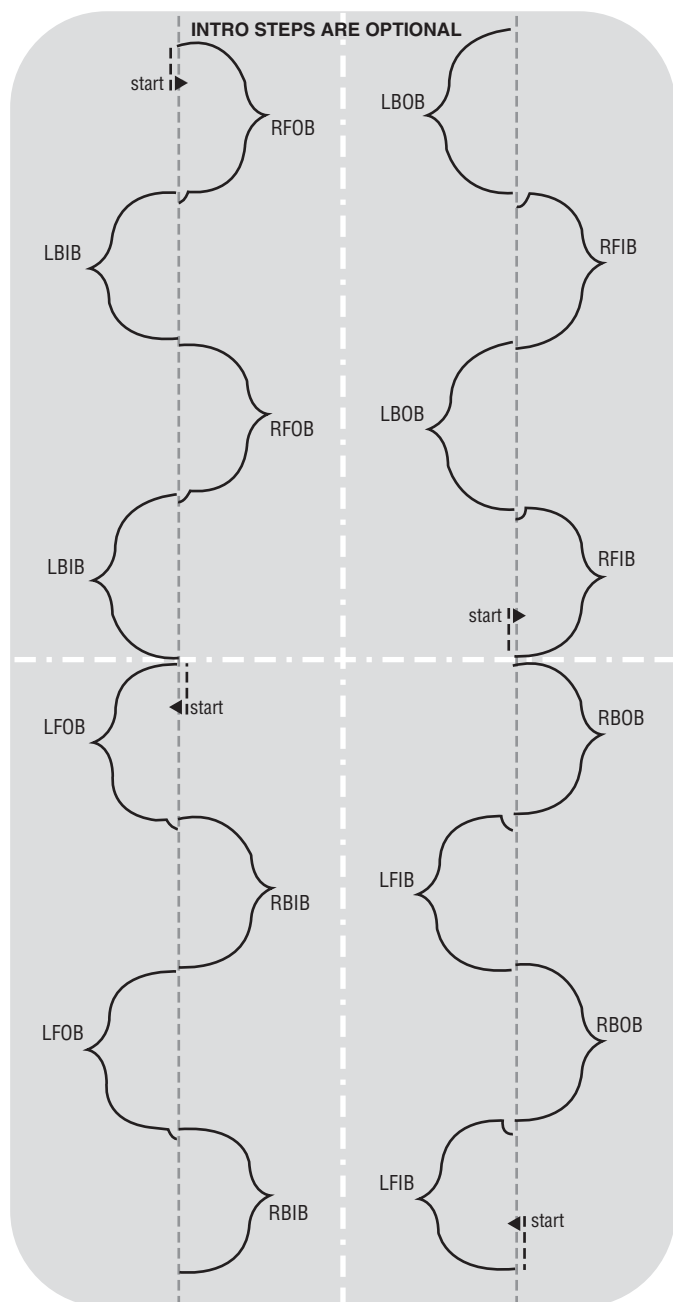 INTRO STEPS ARE OPTIONAL
start
RFOB
LBIB
RFOB
LBIB
start
LFOB
RBIB
LFOB
RBIB
LBOB
RFIB
LBOB
RFIB
start
RBOB
LFIB
RBOB
LFIB
start